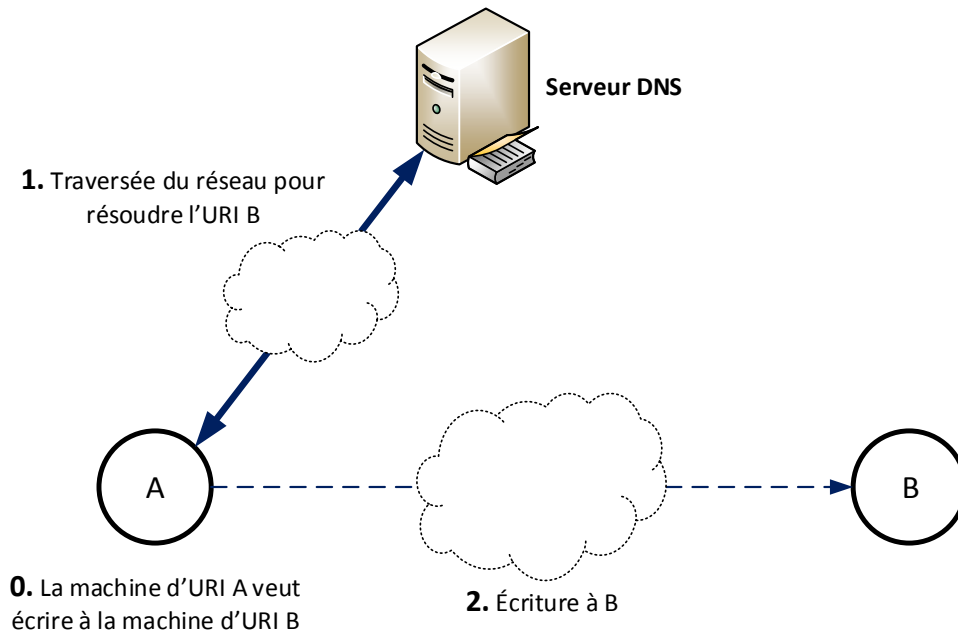 Serveur DNS
1. Traversée du réseau pour
résoudre l’URI B
A
B
0. La machine d’URI A veut
écrire à la machine d’URI B
2. Écriture à B